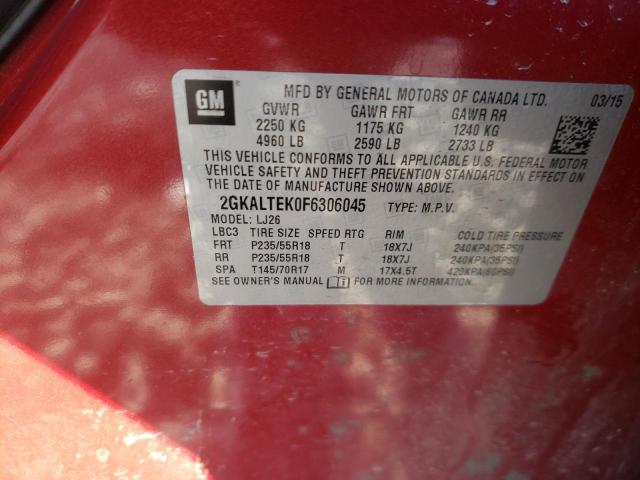 GM
MFD BY GENERAL MOTORS OF CANADA LTD. 03/15
GVWR GAWR FRT GAWR RR
2250 KG 1175 KG 1240 KG
4960 LB 2590 LB 2733 LB
THIS VEHICLE CONFORMS TO ALL APPLICABLE U.S. FEDERAL MOTOR
VEHICLE SAFETY AND THEFT PREVENTION STANDARDS IN EFFECT ON
THE DATE OF MANUFACTURE SHOWN ABOVE.
2GKALTEK0F6306045 TYPE: M.P.V.
MODEL: LJ26
LBC3 TIRE SIZE SPEED RTG RIM COLD TIRE PRESSURE
FRT P235/55R18 T 18X7J 240KPA(35PSI)
RR P235/55R18 T 18X7J 240KPA(35PSI)
SPA T145/70R17 M 17X4.5T 420KPA(60PSI)
SEE OWNER'S MANUAL FOR MORE INFORMATION.